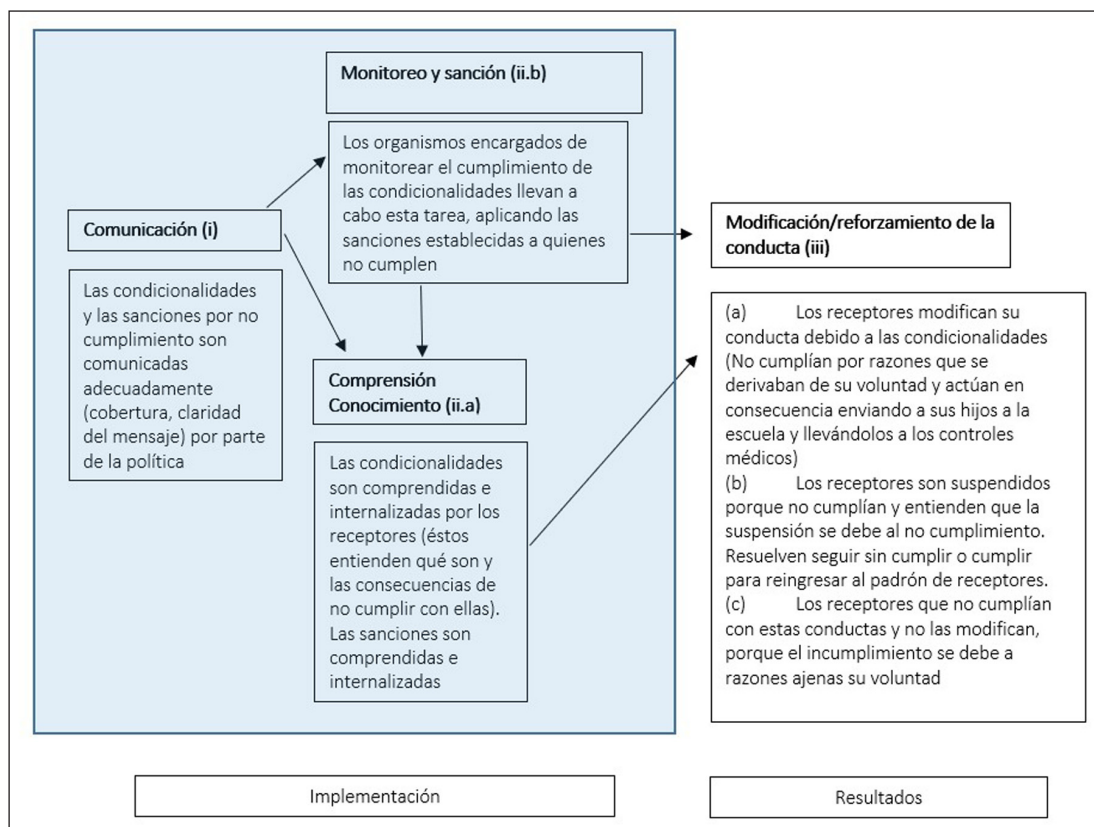 Monitoreo y sanción (ii.b)
Los organismos encargados de
monitorear el cumplimiento de
las condicionalidades llevan a
cabo esta tarea, aplicando las
sanciones establecidas a quienes
no cumplen
Comunicación (i)
Las condicionalidades
y las sanciones por no
cumplimiento son
comunicadas
adecuadamente
(cobertura, claridad
del mensaje) por parte
de la política
Comprensión
Conocimiento (ii.a)
Las condicionalidades
son comprendidas e
internalizadas por los
receptores (éstos
entienden qué son y
las consecuencias de
no cumplir con ellas).
Las sanciones son
comprendidas e
internalizadas
Modificación/reforzamiento de la
conducta (iii)
(a) Los receptores modifican su
conducta debido a las condicionalidades
(No cumplían por razones que se
derivaban de su voluntad y actúan en
consecuencia enviando a sus hijos a la
escuela y llevándolos a los controles
médicos)
(b) Los receptores son suspendidos
porque no cumplían y entienden que la
suspensión se debe al no cumplimiento.
Resuelven seguir sin cumplir o cumplir
para reingresar al padrón de receptores.
(c) Los receptores que no cumplían
con estas conductas y no las modifican,
porque el incumplimiento se debe a
razones ajenas su voluntad
Implementación
Resultados